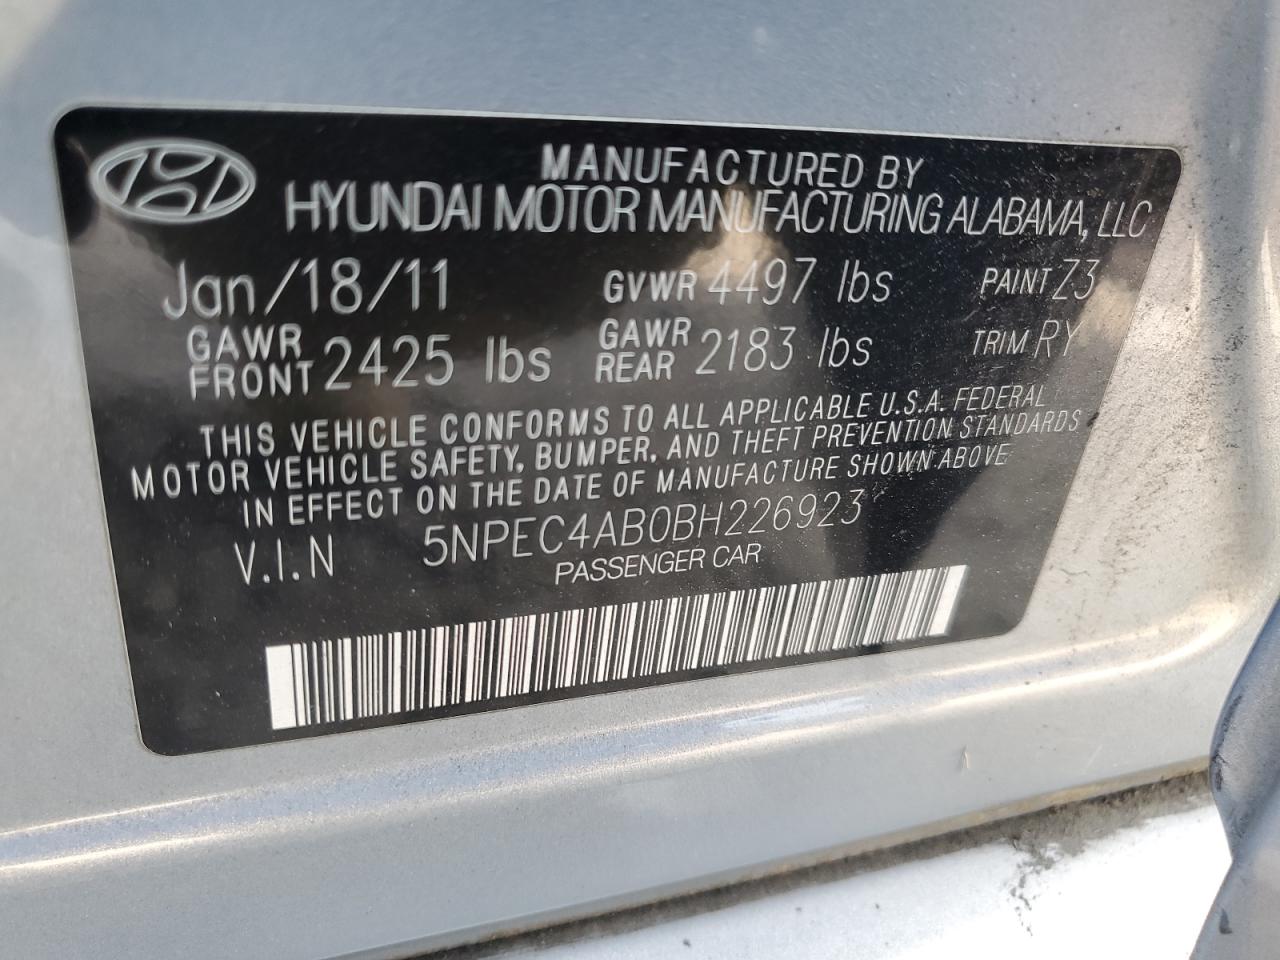 MANUFACTURED BY
HYUNDAI MOTOR MANUFACTURING ALABAMA, LLC
Jan/18/11 GVWR 4497 lbs PAINT Z3
GAWR FRONT 2425 lbs GAWR REAR 2183 lbs TRIM RY
THIS VEHICLE CONFORMS TO ALL APPLICABLE U.S.A. FEDERAL
MOTOR VEHICLE SAFETY, BUMPER, AND THEFT PREVENTION STANDARDS
IN EFFECT ON THE DATE OF MANUFACTURE SHOWN ABOVE
V.I.N 5NPEC4AB0BH226923
PASSENGER CAR